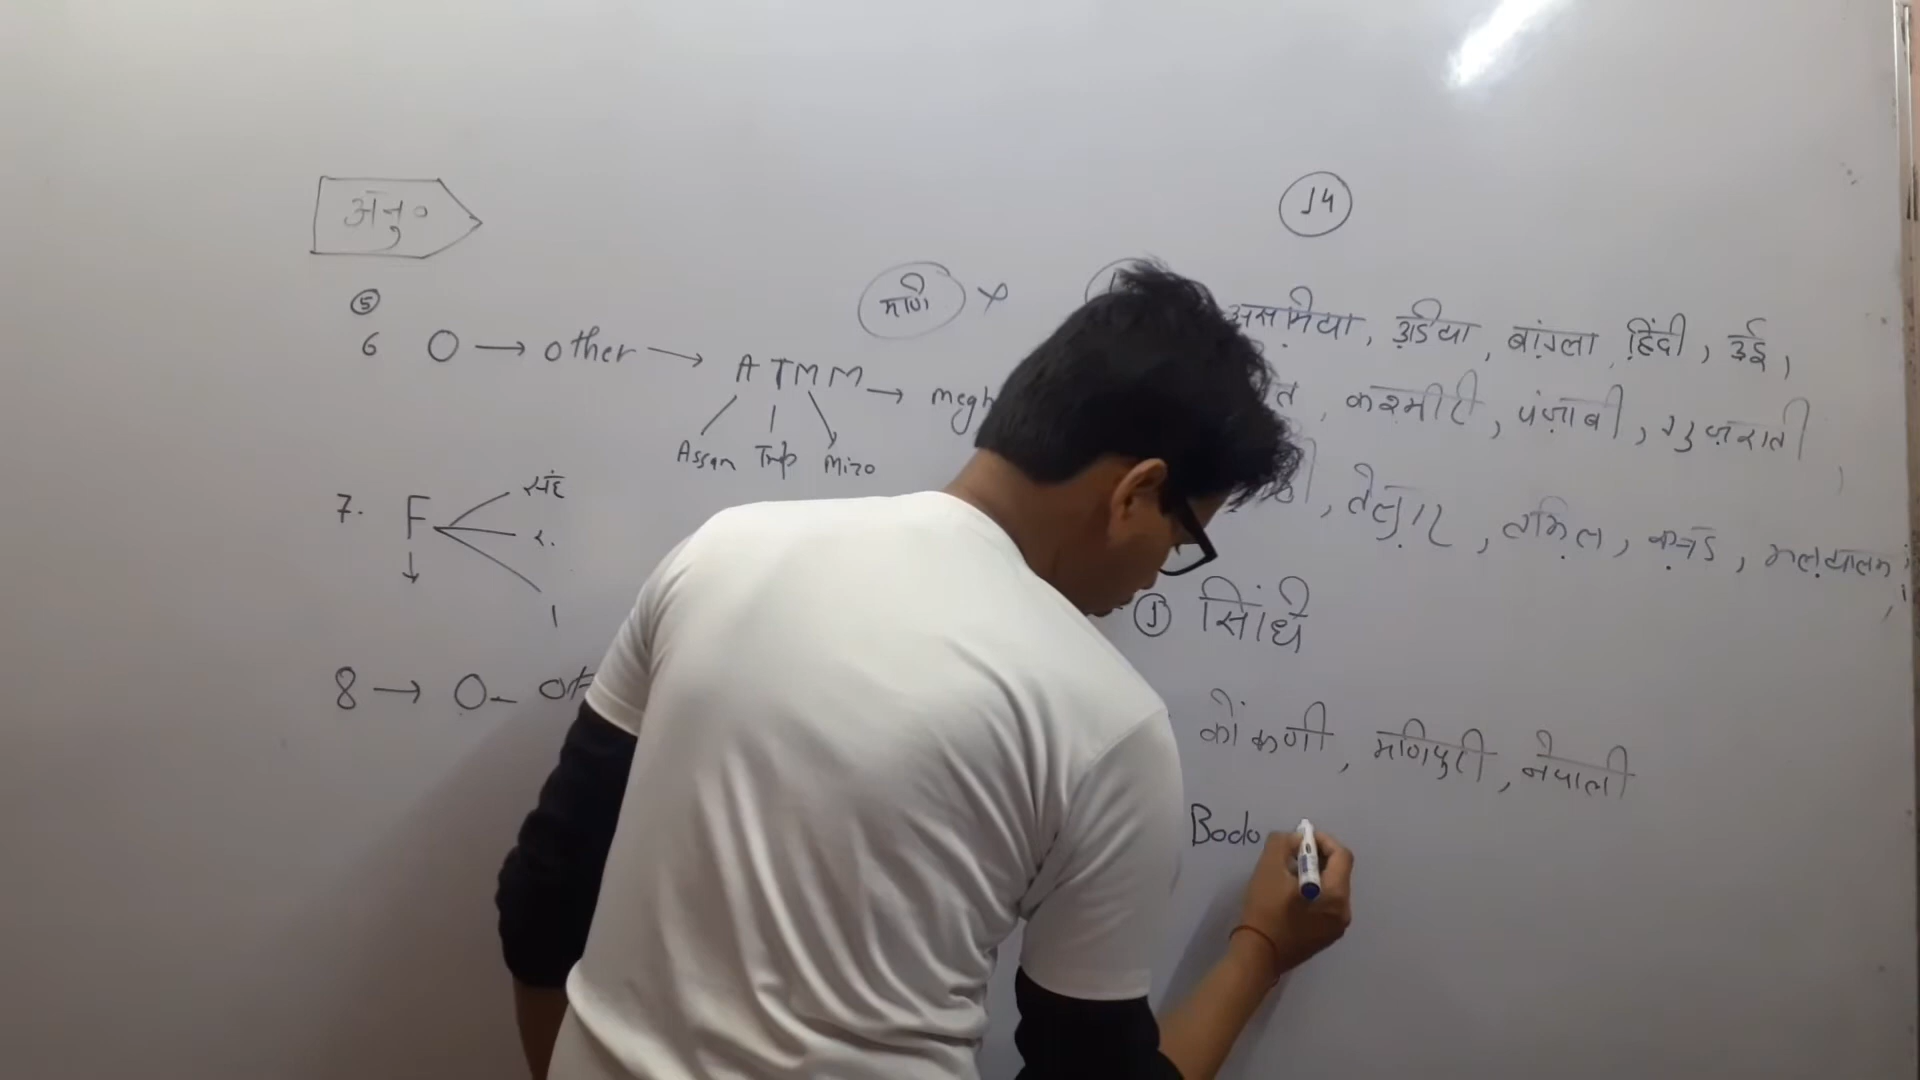 अनु०
14
5
मणि x
6 O → other → ATMM → megh
असमिया, उड़िया, बांग्ला, हिंदी, उर्दू,
त, कश्मीरी, पंजाबी, गुजराती,
Assam Trip Mizo
7. F
, तेलुगु, तमिल, कन्नड, मलयालम,
1 सिंधि
8 → O-
कोंकणी, मणिपुरी, नेपाली
Bodo